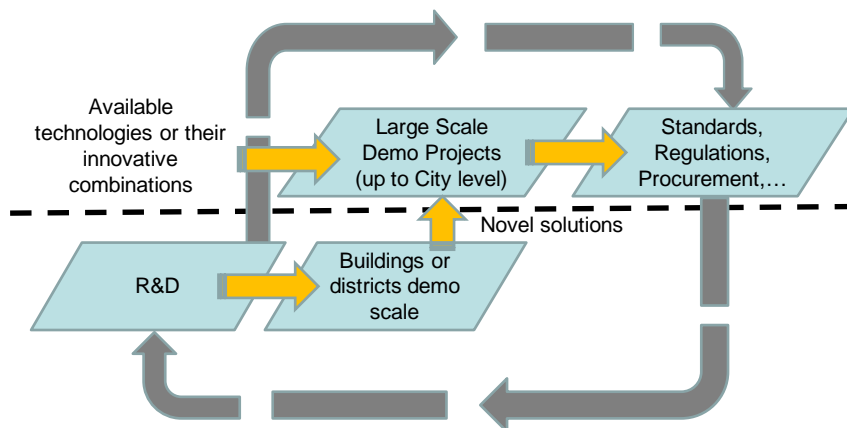 Available
technologies or their
innovative
combinations
Large Scale
Demo Projects
(up to City level)
Standards,
Regulations,
Procurement,…
Novel solutions
R&D
Buildings or
districts demo
scale